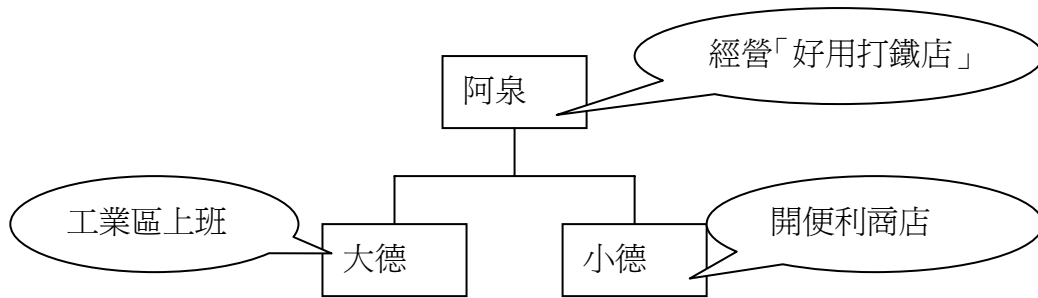 經營「好用打鐵店」
阿泉
工業區上班
大德
小德
開便利商店